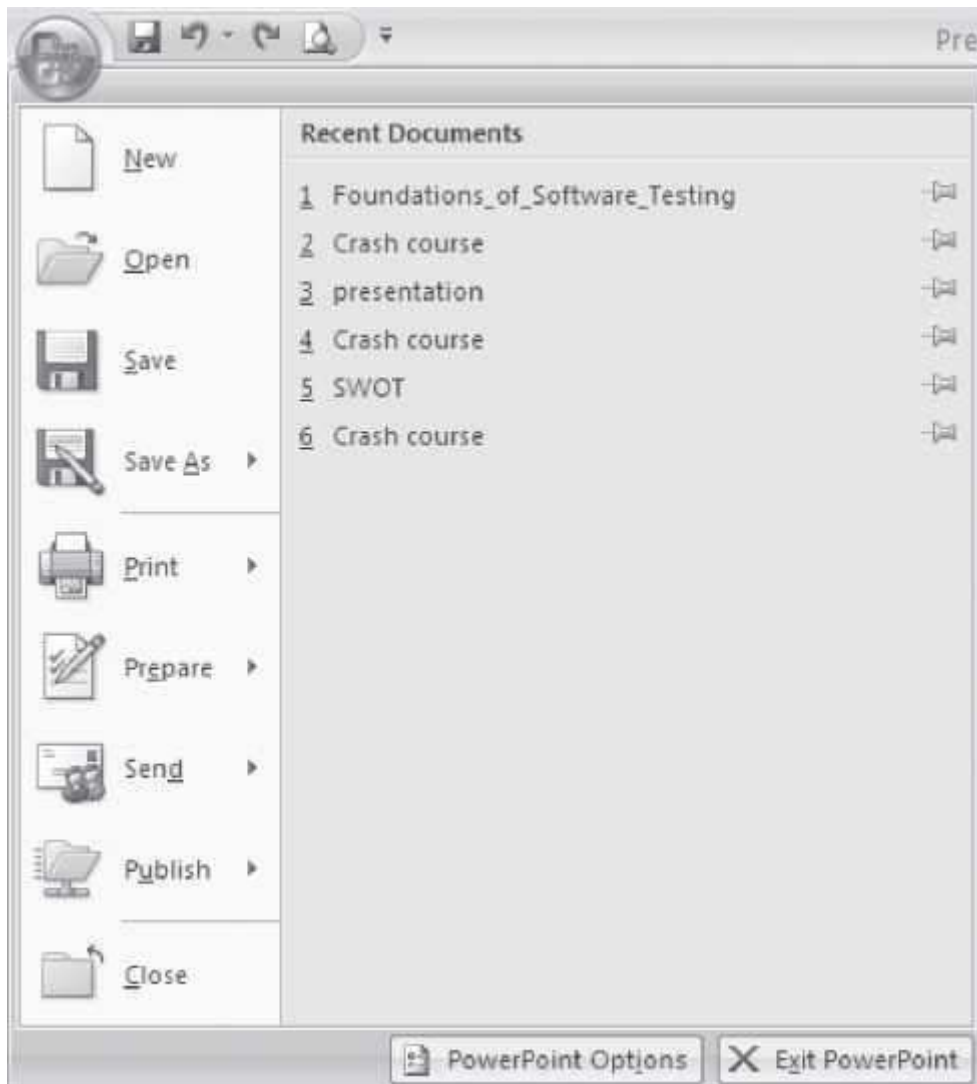 Pre
Recent Documents
New
Open
Save
Save As
Print
Prepare
Send
Publish
Close
1 Foundations_of_Software_Testing
2 Crash course
3 presentation
4 Crash course
5 SWOT
6 Crash course
PowerPoint Options
Exit PowerPoint